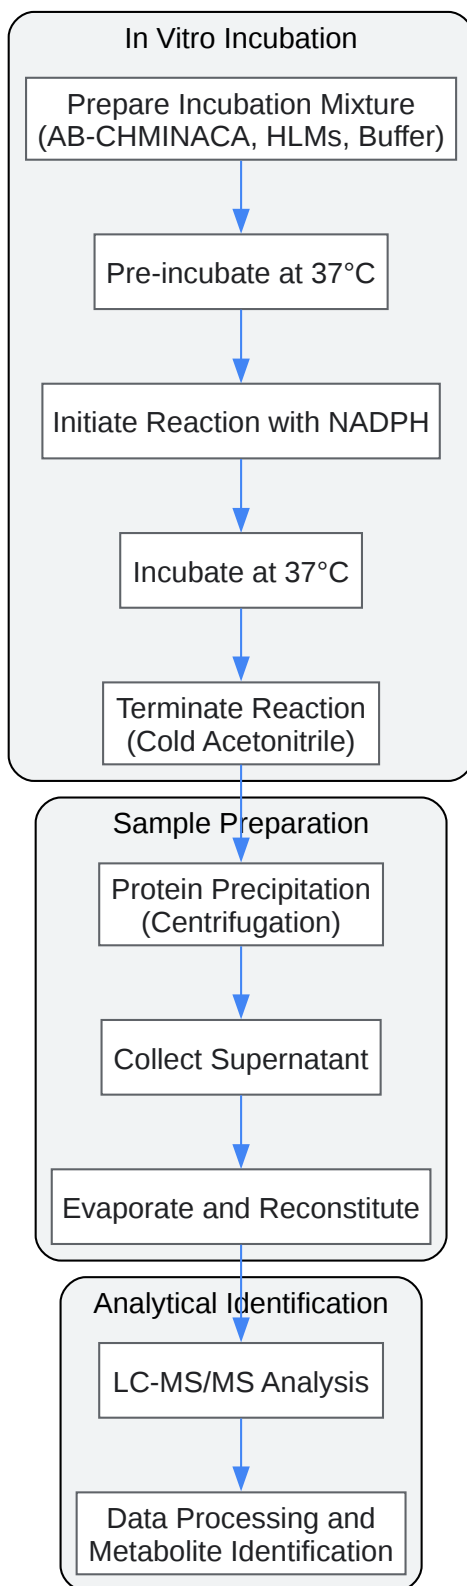 In Vitro Incubation
Prepare Incubation Mixture
(AB-CHMINACA, HLMs, Buffer)
Pre-incubate at 37°C
Initiate Reaction with NADPH
Incubate at 37°C
Terminate Reaction
(Cold Acetonitrile)
Sample Preparation
Protein Precipitation
(Centrifugation)
Collect Supernatant
Evaporate and Reconstitute
Analytical Identification
LC-MS/MS Analysis
Data Processing and
Metabolite Identification